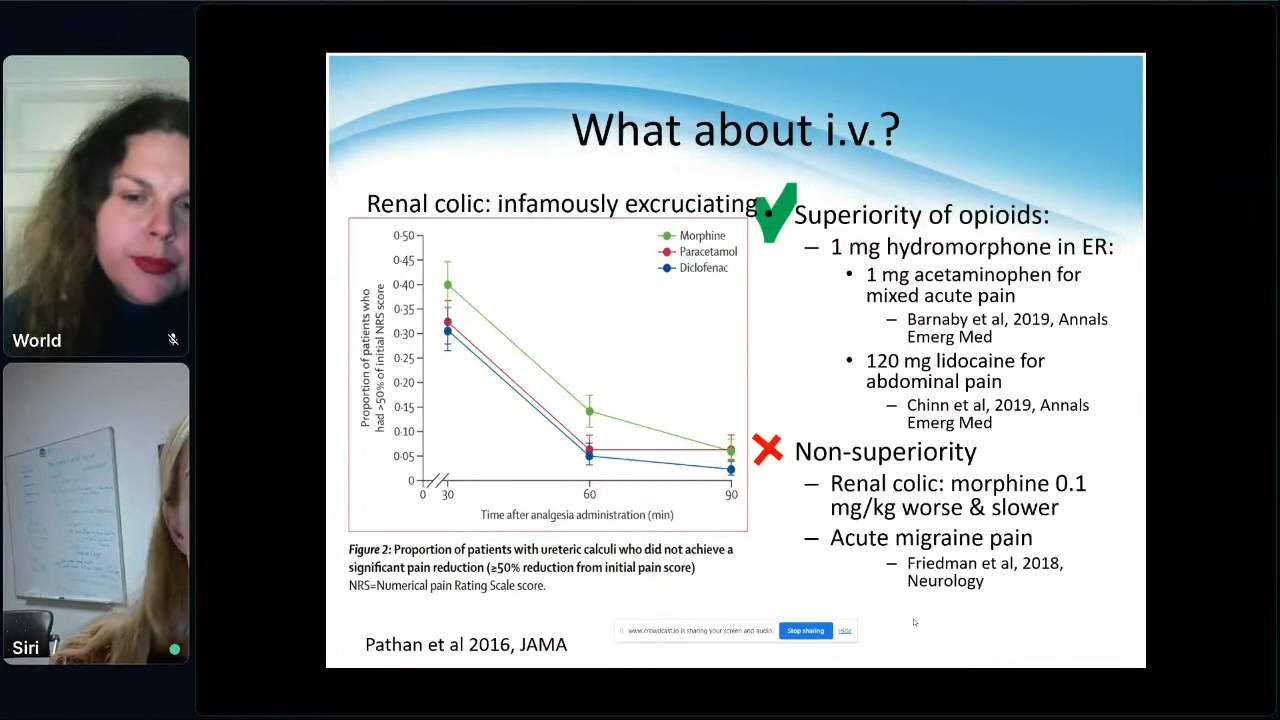 What about i.v.?
Renal colic: infamously excruciating
0·50
0·45
0·40
0·35
0·30
0·25
0·20
0·15
0·10
0·05
0
Proportion of patients who
had >50% of initial NRS score
Morphine
Paracetamol
Diclofenac
0 30 60 90
Time after analgesia administration (min)
Figure 2: Proportion of patients with ureteric calculi who did not achieve a
significant pain reduction (≥50% reduction from initial pain score)
NRS=Numerical pain Rating Scale score.
Pathan et al 2016, JAMA
• Superiority of opioids:
– 1 mg hydromorphone in ER:
• 1 mg acetaminophen for
mixed acute pain
– Barnaby et al, 2019, Annals
Emerg Med
• 120 mg lidocaine for
abdominal pain
– Chinn et al, 2019, Annals
Emerg Med
Non-superiority
– Renal colic: morphine 0.1
mg/kg worse & slower
– Acute migraine pain
– Friedman et al, 2018,
Neurology
www.crowdcast.io is sharing your screen and audio. Stop sharing Hide
World
Siri